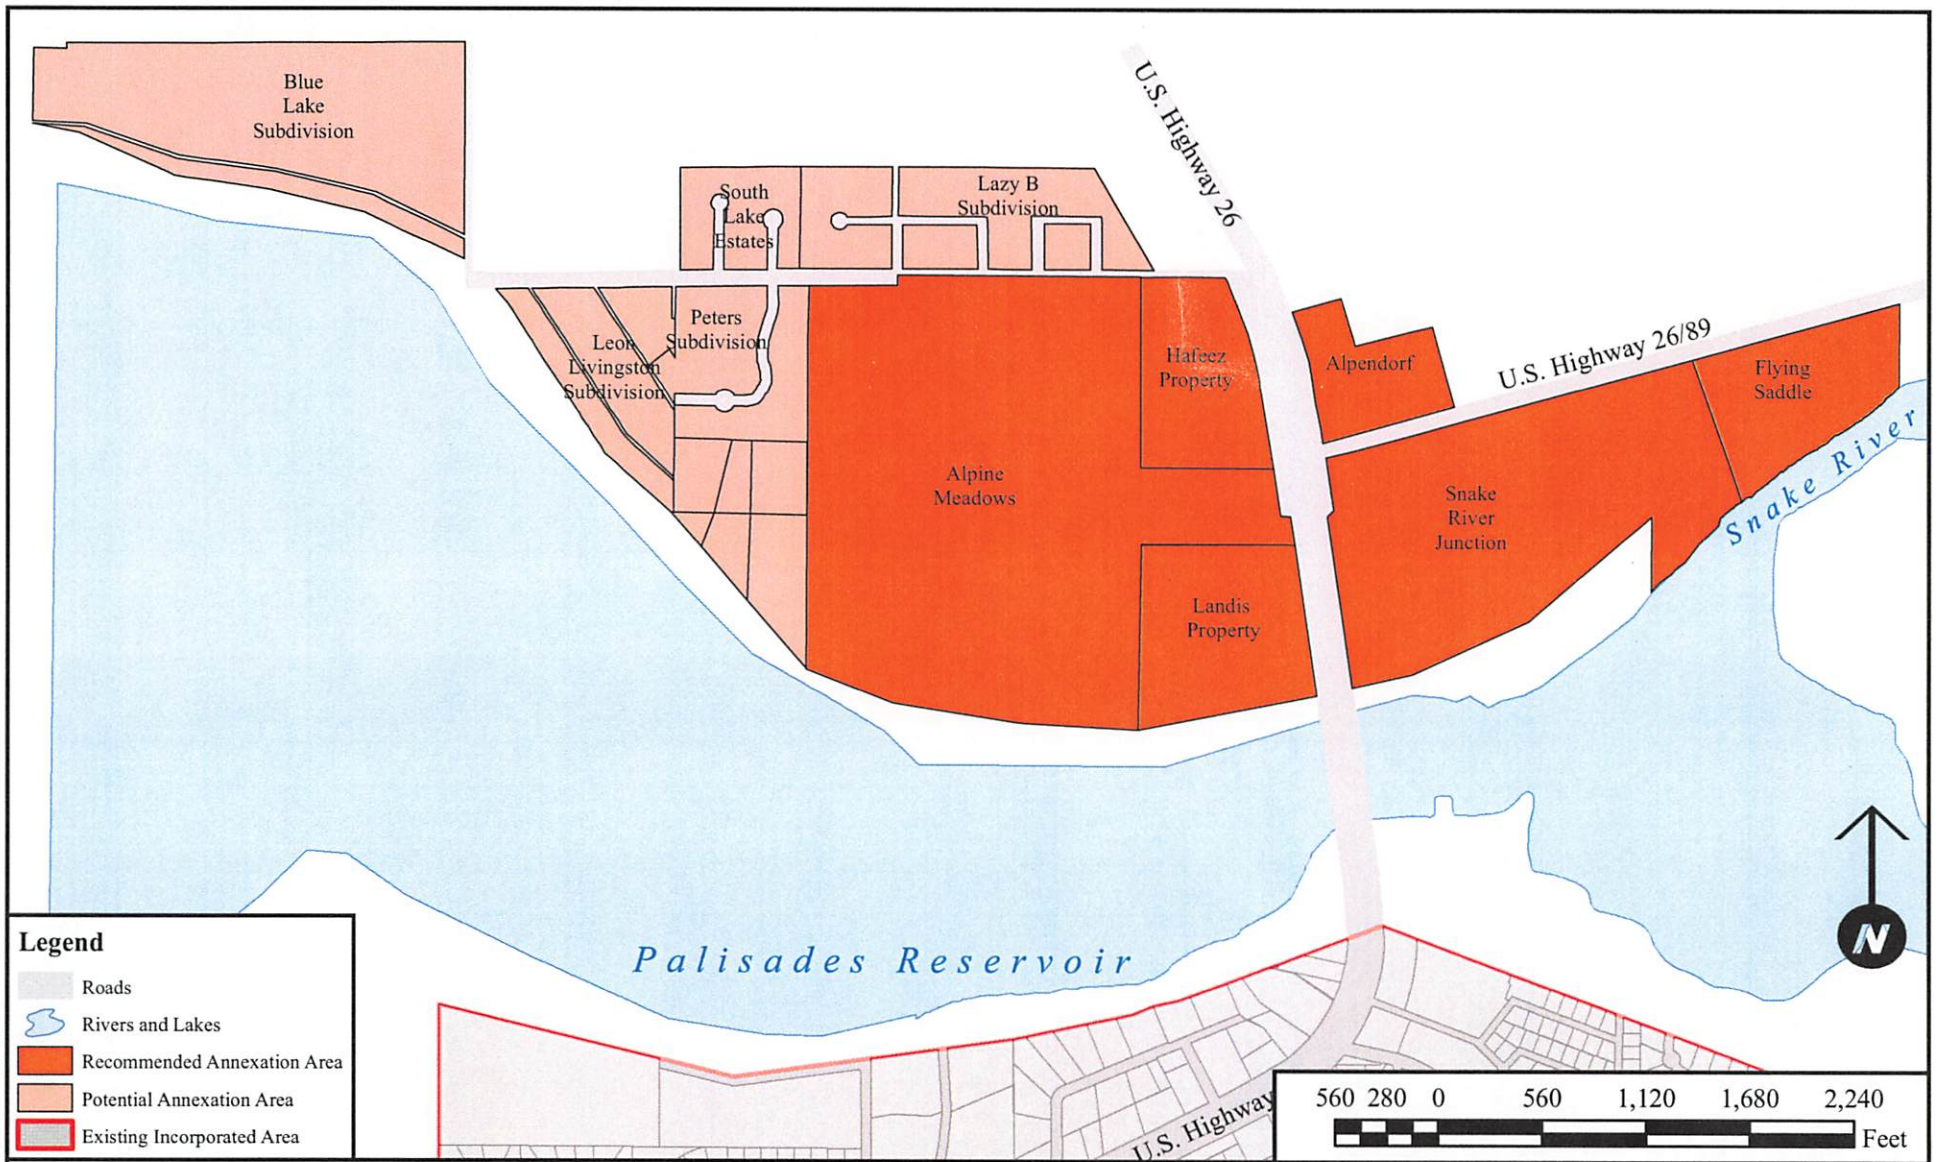 Blue
Lake
Subdivision
South
Lake
Estates
Lazy B
Subdivision
U.S. Highway 26
Leon
Livingston
Subdivision
Peters
Subdivision
Hafeez
Property
Alpendorf
U.S. Highway 26/89
Flying
Saddle
Alpine
Meadows
Snake
River
Junction
Snake River
Landis
Property
Palisades Reservoir
N
Legend
Roads
Rivers and Lakes
Recommended Annexation Area
Potential Annexation Area
Existing Incorporated Area
U.S. Highway
560 280 0 560 1,120 1,680 2,240
Feet